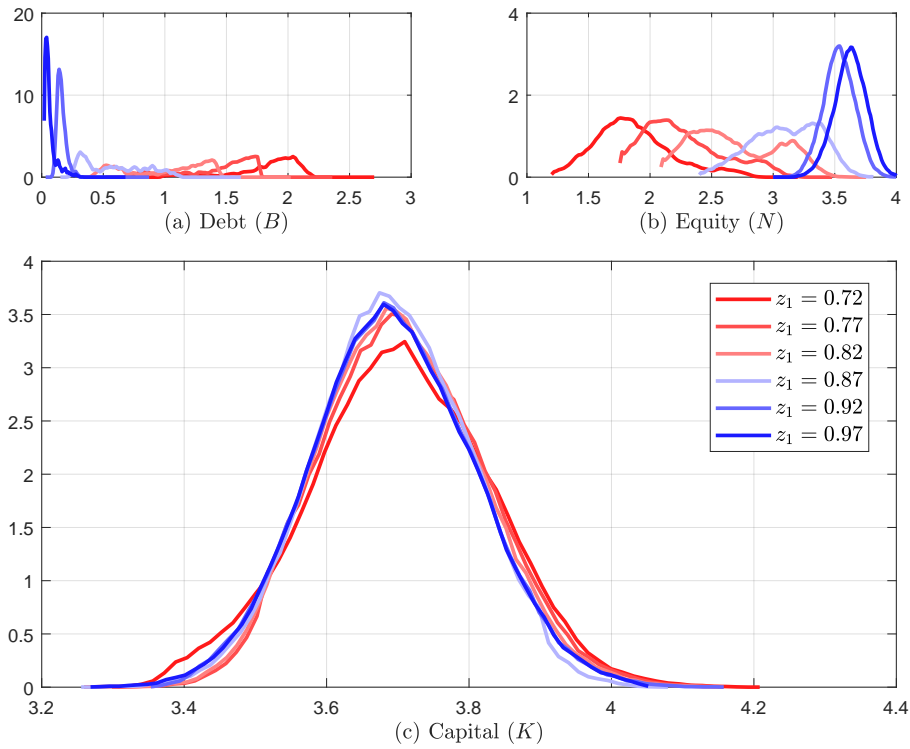 20
10
0
0 0.5 1 1.5 2 2.5 3
(a) Debt (B)
4
2
0
1 1.5 2 2.5 3 3.5 4
(b) Equity (N)
4
3.5
3
2.5
2
1.5
1
0.5
0
3.2 3.4 3.6 3.8 4 4.2 4.4
(c) Capital (K)
z₁ = 0.72
z₁ = 0.77
z₁ = 0.82
z₁ = 0.87
z₁ = 0.92
z₁ = 0.97